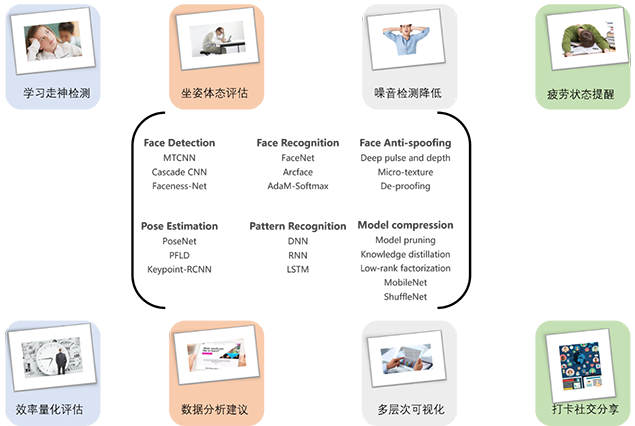 学习走神检测
坐姿体态评估
噪音检测降低
疲劳状态提醒
Face Detection
MTCNN
Cascade CNN
Faceness-Net
Face Recognition
FaceNet
Arcface
AdaM-Softmax
Face Anti-spoofing
Deep pulse and depth
Micro-texture
De-proofing
Pose Estimation
PoseNet
PFLD
Keypoint-RCNN
Pattern Recognition
DNN
RNN
LSTM
Model compression
Model pruning
Knowledge distillation
Low-rank factorization
MobileNet
ShuffleNet
效率量化评估
数据分析建议
多层次可视化
打卡社交分享